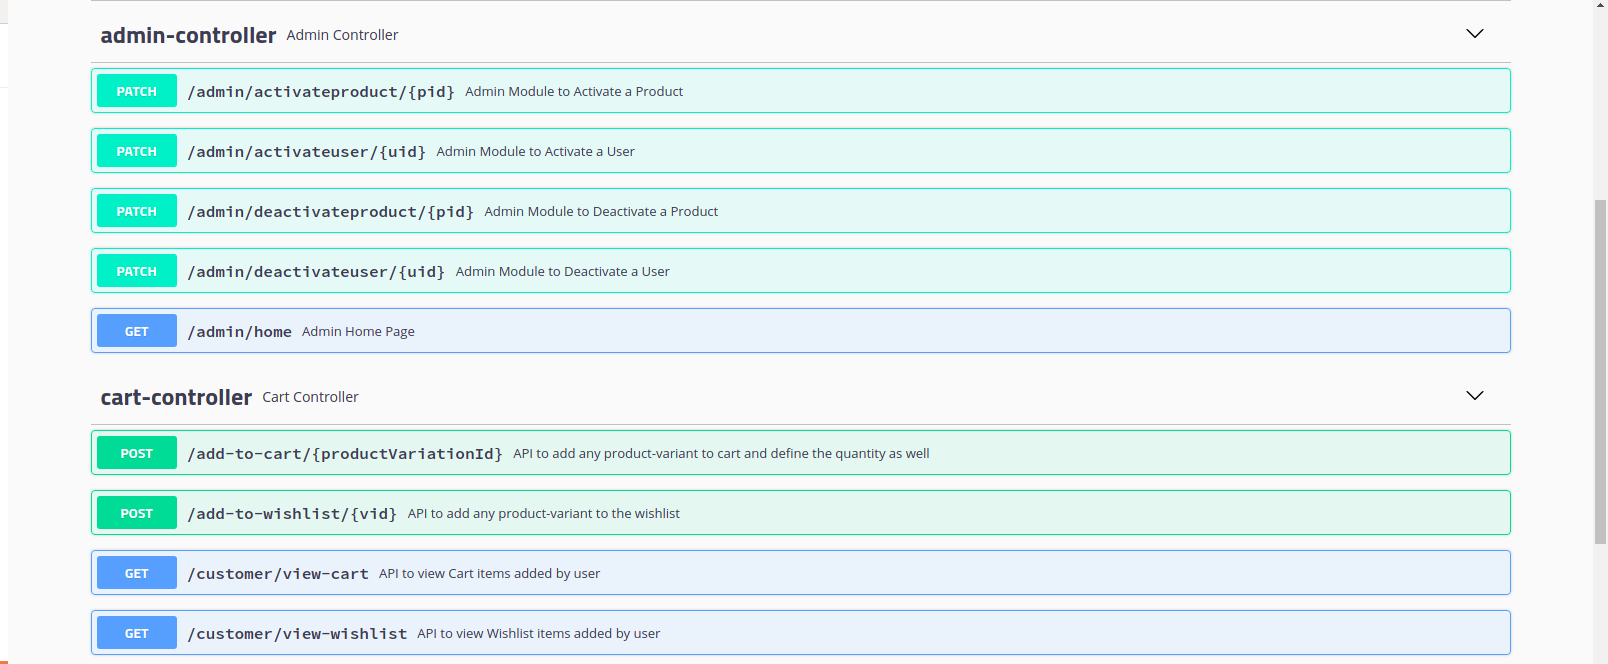 admin-controller Admin Controller
PATCH /admin/activateproduct/{pid} Admin Module to Activate a Product
PATCH /admin/activateuser/{uid} Admin Module to Activate a User
PATCH /admin/deactivateproduct/{pid} Admin Module to Deactivate a Product
PATCH /admin/deactivateuser/{uid} Admin Module to Deactivate a User
GET /admin/home Admin Home Page
cart-controller Cart Controller
POST /add-to-cart/{productVariationId} API to add any product-variant to cart and define the quantity as well
POST /add-to-wishlist/{vid} API to add any product-variant to the wishlist
GET /customer/view-cart API to view Cart items added by user
GET /customer/view-wishlist API to view Wishlist items added by user